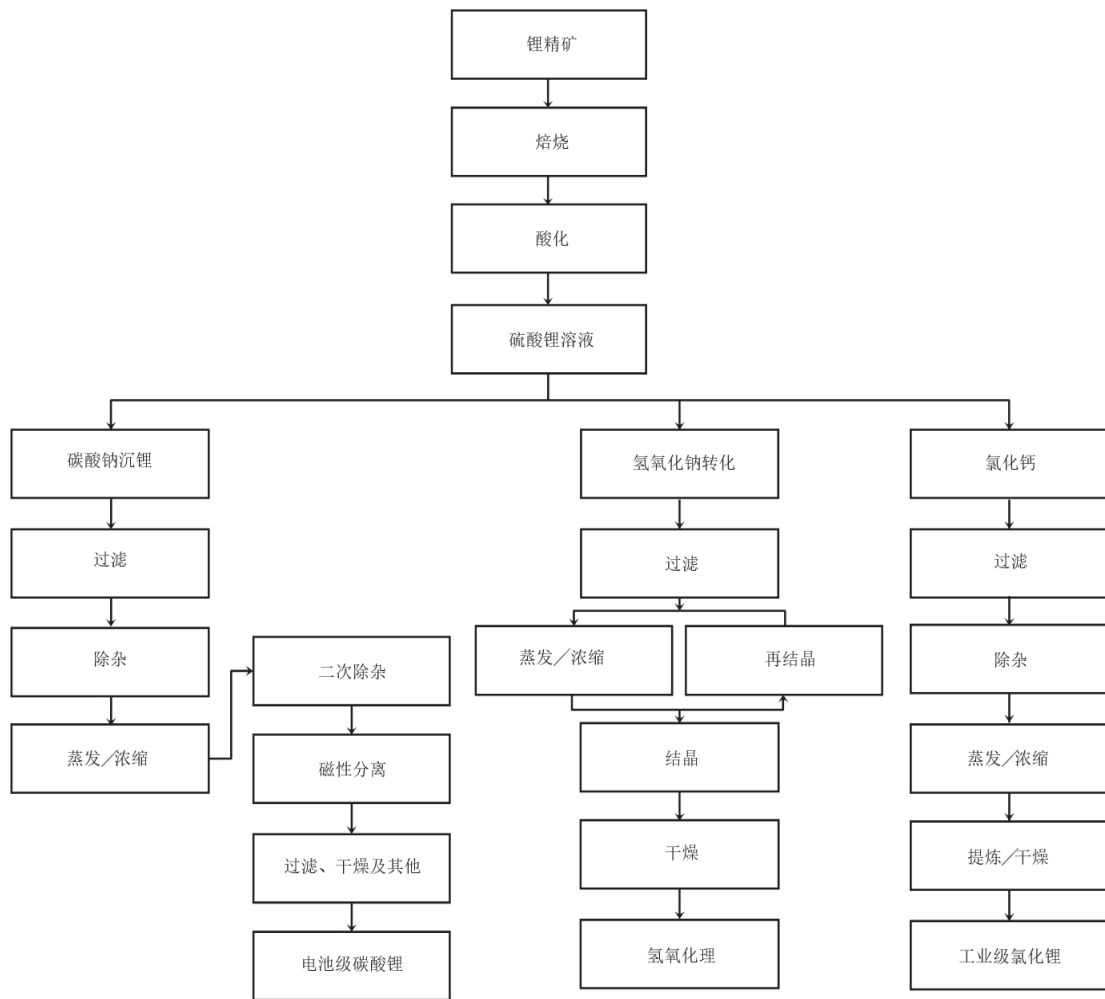 锂精矿
焙烧
酸化
硫酸锂溶液
碳酸钠沉锂
过滤
除杂
蒸发／浓缩
二次除杂
磁性分离
过滤、干燥及其他
电池级碳酸锂
氢氧化钠转化
过滤
蒸发／浓缩
再结晶
结晶
干燥
氢氧化理
氯化钙
过滤
除杂
蒸发／浓缩
提炼／干燥
工业级氯化锂